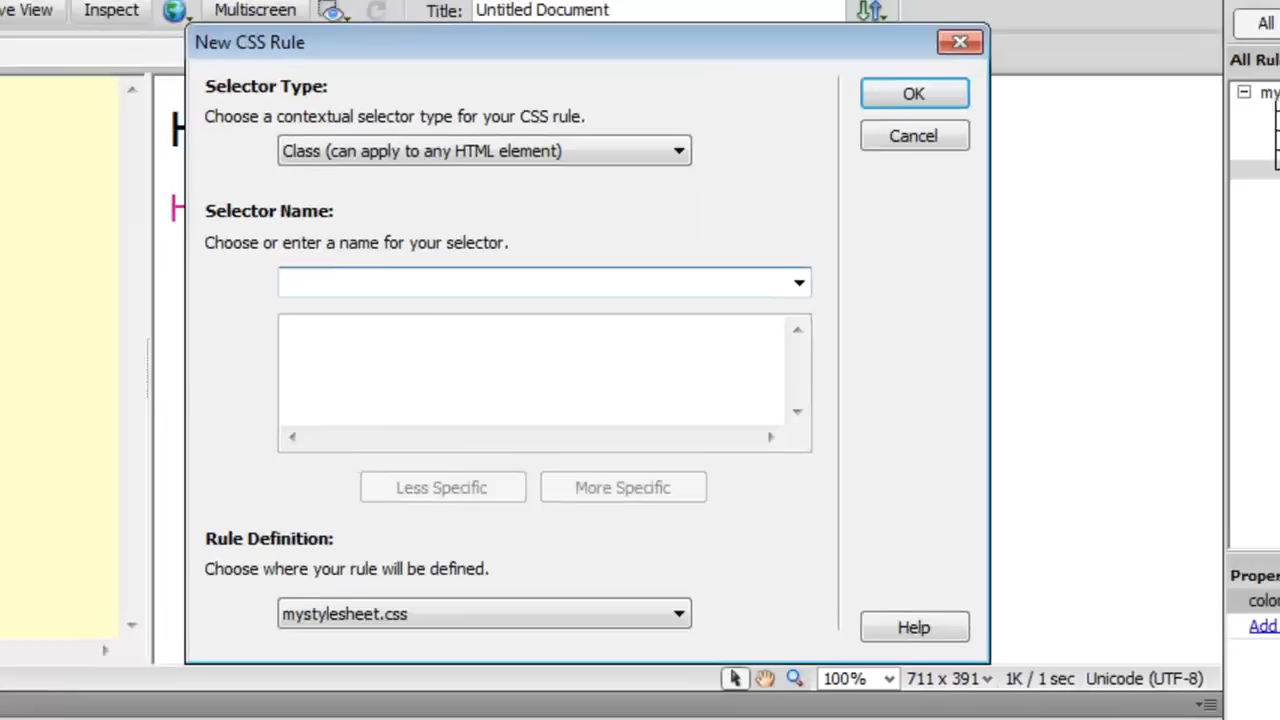 ve View Inspect Multiscreen Title: Untitled Document
All
New CSS Rule
All Rul
Selector Type:
OK
my
Choose a contextual selector type for your CSS rule.
Cancel
Class (can apply to any HTML element)
H
Selector Name:
H
Choose or enter a name for your selector.
Less Specific More Specific
Rule Definition:
Choose where your rule will be defined.
Proper
colo
mystylesheet.css
Help
Add
100% 711 x 391 1K / 1 sec Unicode (UTF-8)